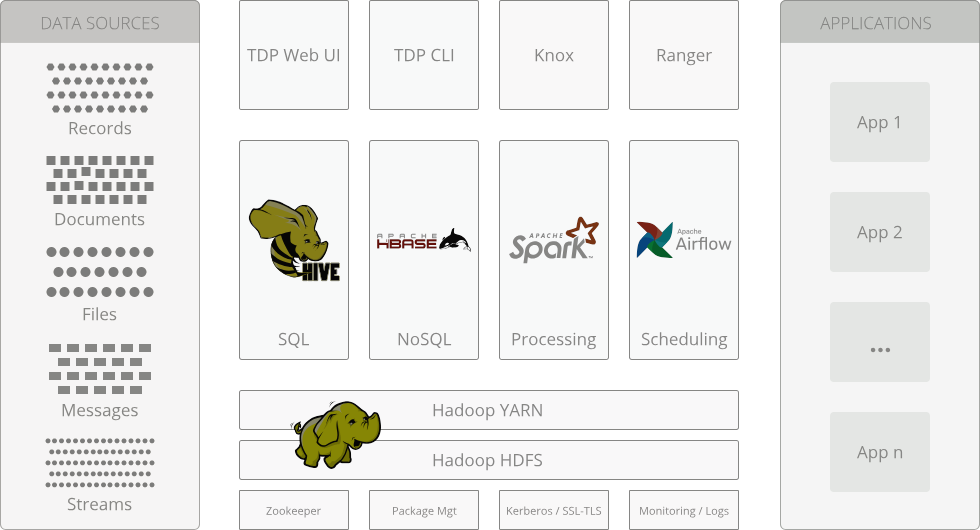 DATA SOURCES
Records
Documents
Files
Messages
Streams
TDP Web UI
TDP CLI
Knox
Ranger
HIVE
SQL
APACHE
HBASE
NoSQL
APACHE
Spark™
Processing
Apache
Airflow
Scheduling
Hadoop YARN
Hadoop HDFS
Zookeeper
Package Mgt
Kerberos / SSL-TLS
Monitoring / Logs
APPLICATIONS
App 1
App 2
...
App n